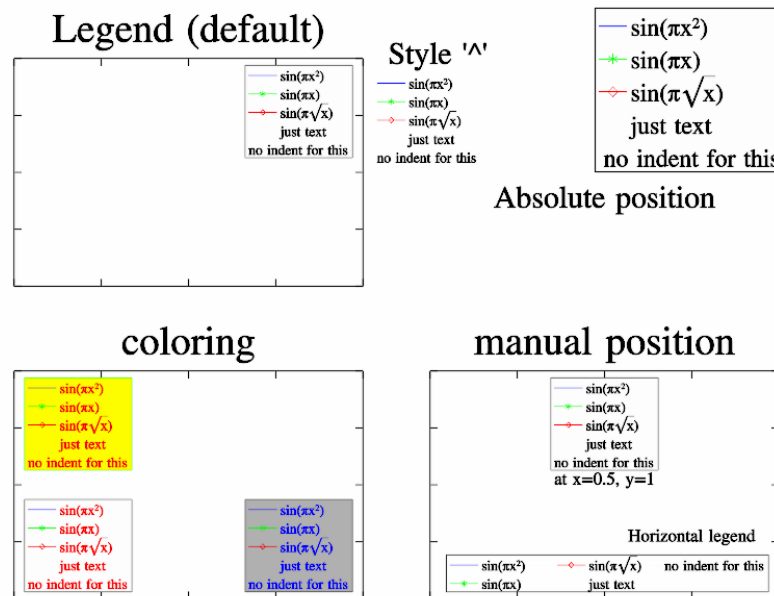 Legend (default)
sin(πx²)
sin(πx)
sin(π√x)
just text
no indent for this
Style '^'
sin(πx²)
sin(πx)
sin(π√x)
just text
no indent for this
sin(πx²)
sin(πx)
sin(π√x)
just text
no indent for this
Absolute position
coloring
sin(πx²)
sin(πx)
sin(π√x)
just text
no indent for this
sin(πx²)
sin(πx)
sin(π√x)
just text
no indent for this
sin(πx²)
sin(πx)
sin(π√x)
just text
no indent for this
manual position
sin(πx²)
sin(πx)
sin(π√x)
just text
no indent for this
at x=0.5, y=1
Horizontal legend
sin(πx²) sin(π√x) no indent for this
sin(πx) just text